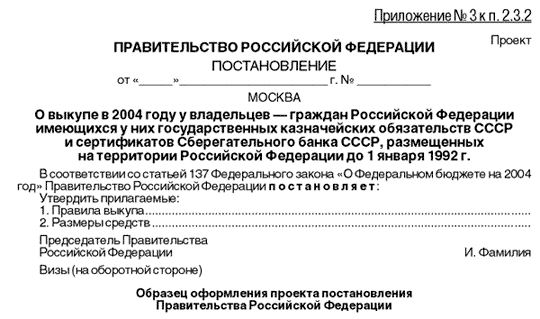 Приложение № 3 к п. 2.3.2
Проект
ПРАВИТЕЛЬСТВО РОССИЙСКОЙ ФЕДЕРАЦИИ
ПОСТАНОВЛЕНИЕ
от «_____»______________________ г. № ___________
МОСКВА
О выкупе в 2004 году у владельцев — граждан Российской Федерации
имеющихся у них государственных казначейских обязательств СССР
и сертификатов Сберегательного банка СССР, размещенных
на территории Российской Федерации до 1 января 1992 г.
В соответствии со статьей 137 Федерального закона «О Федеральном бюджете на 2004
год» Правительство Российской Федерации постановляет:
Утвердить прилагаемые:
1. Правила выкупа..........................................................................................
2. Размеры средств........................................................................................
Председатель Правительства
Российской Федерации И. Фамилия
Визы (на оборотной стороне)
Образец оформления проекта постановления
Правительства Российской Федерации